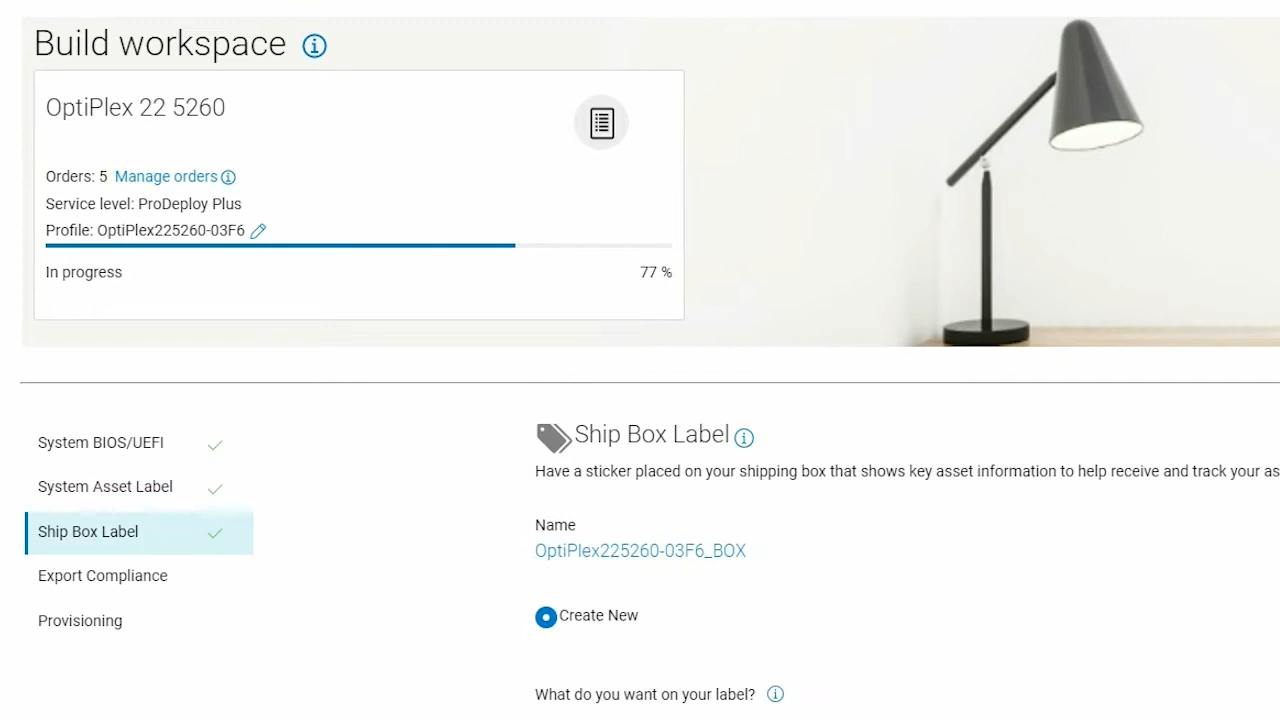 Build workspace
OptiPlex 22 5260
Orders: 5 Manage orders
Service level: ProDeploy Plus
Profile: OptiPlex225260-03F6
In progress 77 %
System BIOS/UEFI
System Asset Label
Ship Box Label
Export Compliance
Provisioning
Ship Box Label
Have a sticker placed on your shipping box that shows key asset information to help receive and track your as
Name
OptiPlex225260-03F6_BOX
Create New
What do you want on your label?